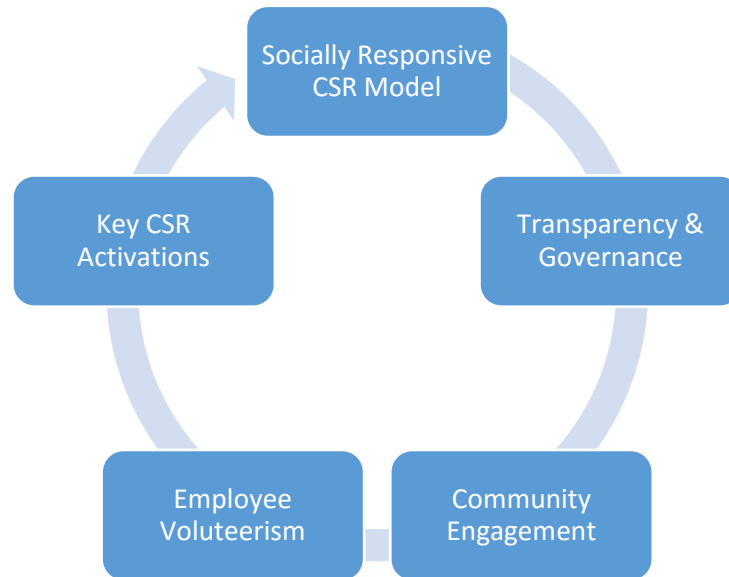 Socially Responsive
CSR Model
Transparency &
Governance
Community
Engagement
Employee
Voluteerism
Key CSR
Activations